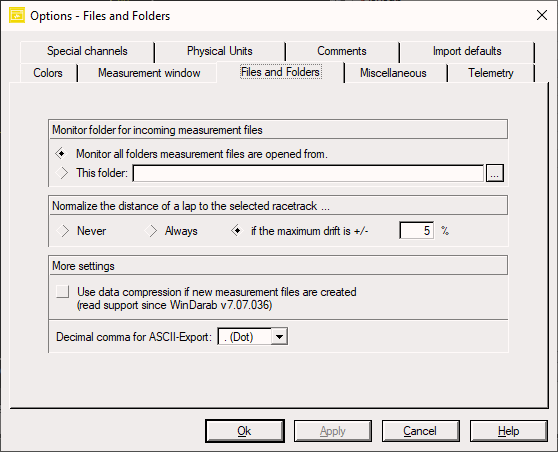 Options - Files and Folders
Special channels
Physical Units
Comments
Import defaults
Colors
Measurement window
Files and Folders
Miscellaneous
Telemetry
Monitor folder for incoming measurement files
Monitor all folders measurement files are opened from.
This folder:
...
Normalize the distance of a lap to the selected racetrack ...
Never
Always
if the maximum drift is +/-
5
%
More settings
Use data compression if new measurement files are created
(read support since WinDarab v7.07.036)
Decimal comma for ASCII-Export:
. (Dot)
Ok
Apply
Cancel
Help